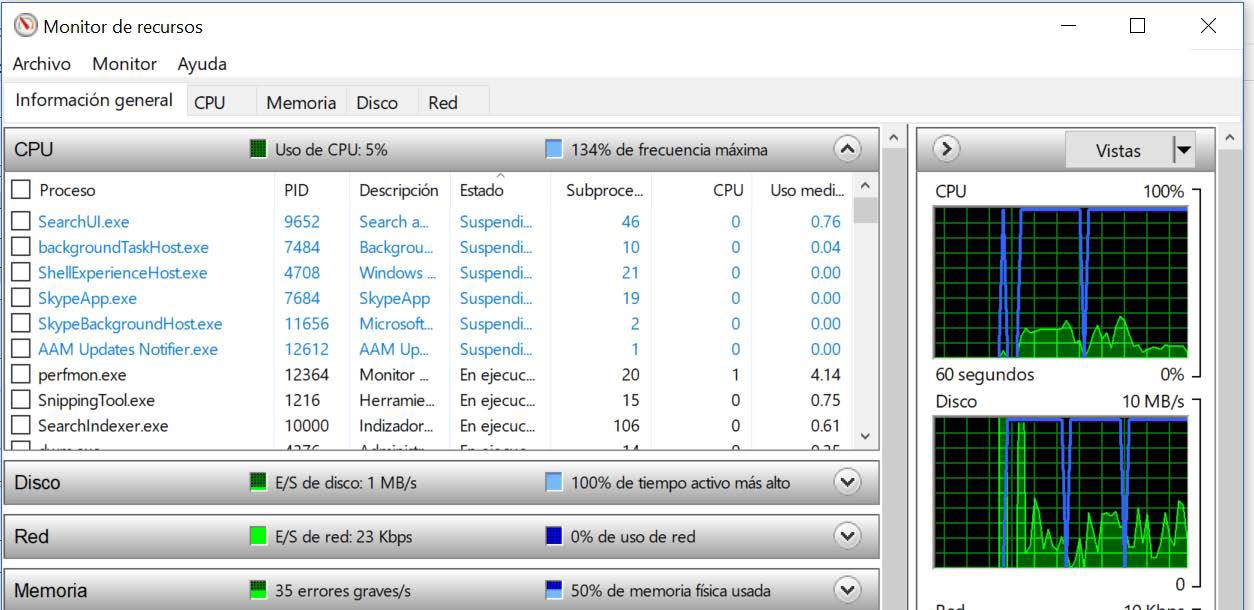 Monitor de recursos
Archivo Monitor Ayuda
Información general CPU Memoria Disco Red
CPU Uso de CPU: 5% 134% de frecuencia máxima
Proceso PID Descripción Estado Subproce... CPU Uso medi...
SearchUI.exe 9652 Search a... Suspendi... 46 0 0.76
backgroundTaskHost.exe 7484 Backgrou... Suspendi... 10 0 0.04
ShellExperienceHost.exe 4708 Windows ... Suspendi... 21 0 0.00
SkypeApp.exe 7684 SkypeApp Suspendi... 19 0 0.00
SkypeBackgroundHost.exe 11656 Microsoft... Suspendi... 2 0 0.00
AAM Updates Notifier.exe 12612 AAM Up... Suspendi... 1 0 0.00
perfmon.exe 12364 Monitor ... En ejecuc... 20 1 4.14
SnippingTool.exe 1216 Herramie... En ejecuc... 15 0 0.75
SearchIndexer.exe 10000 Indizador... En ejecuc... 106 0 0.61
Disco E/S de disco: 1 MB/s 100% de tiempo activo más alto
Red E/S de red: 23 Kbps 0% de uso de red
Memoria 35 errores graves/s 50% de memoria física usada
Vistas
CPU 100%
60 segundos 0%
Disco 10 MB/s
0
Red 10 Kbps